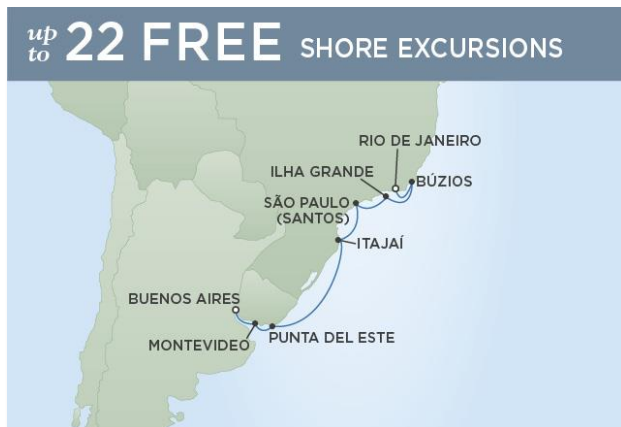 up to 22 FREE SHORE EXCURSIONS
RIO DE JANEIRO
ILHA GRANDE
BÚZIOS
SÃO PAULO
(SANTOS)
ITAJAÍ
BUENOS AIRES
PUNTA DEL ESTE
MONTEVIDEO